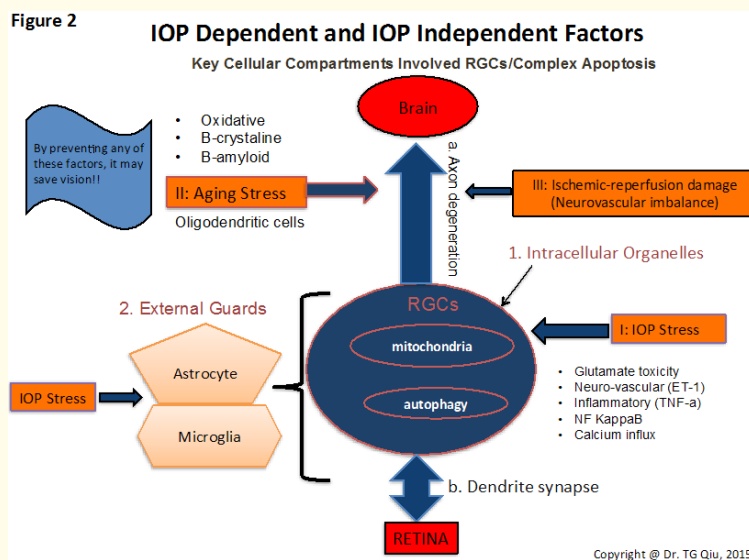 Figure 2
IOP Dependent and IOP Independent Factors
Key Cellular Compartments Involved RGCs/Complex Apoptosis
Brain
• Oxidative
• B-crystaline
• B-amyloid
By preventing any of
these factors, it may
save vision!!
a. Axon degeneration
II: Aging Stress
Oligodendritic cells
III: Ischemic-reperfusion damage
(Neurovascular imbalance)
1. Intracellular Organelles
2. External Guards
RGCs
mitochondria
autophagy
I: IOP Stress
Astrocyte
IOP Stress
Microglia
• Glutamate toxicity
• Neuro-vascular (ET-1)
• Inflammatory (TNF-a)
• NF KappaB
• Calcium influx
b. Dendrite synapse
RETINA
Copyright @ Dr. TG Qiu, 2015